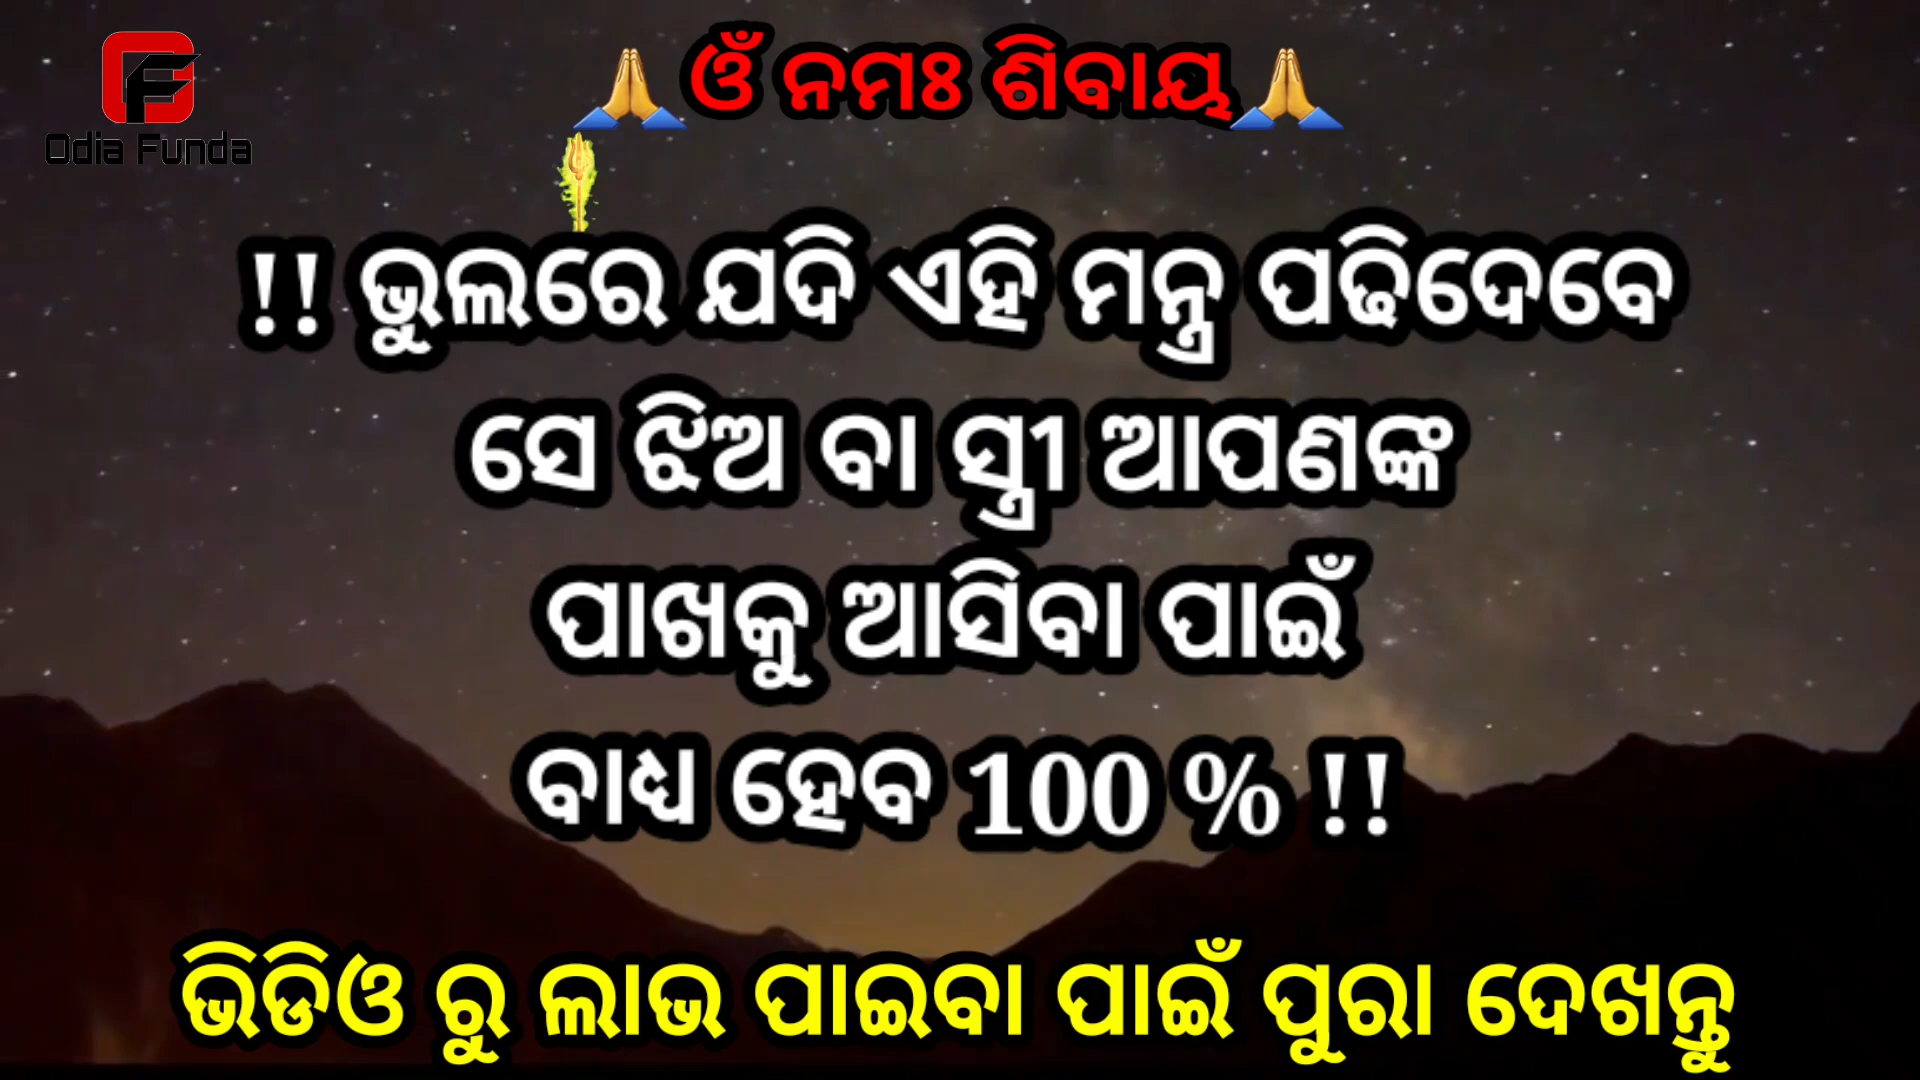 Odia Funda
🙏ଓଁ ନମଃ ଶିବାୟ🙏
!! ଭୁଲରେ ଯଦି ଏହି ମନ୍ତ୍ର ପଢିଦେବେ
ସେ ଝିଅ ବା ସ୍ତ୍ରୀ ଆପଣଙ୍କ
ପାଖକୁ ଆସିବା ପାଇଁ
ବାଧ୍ୟ ହେବ 100 % !!
ଭିଡିଓ ରୁ ଲାଭ ପାଇବା ପାଇଁ ପୁରା ଦେଖନ୍ତୁ